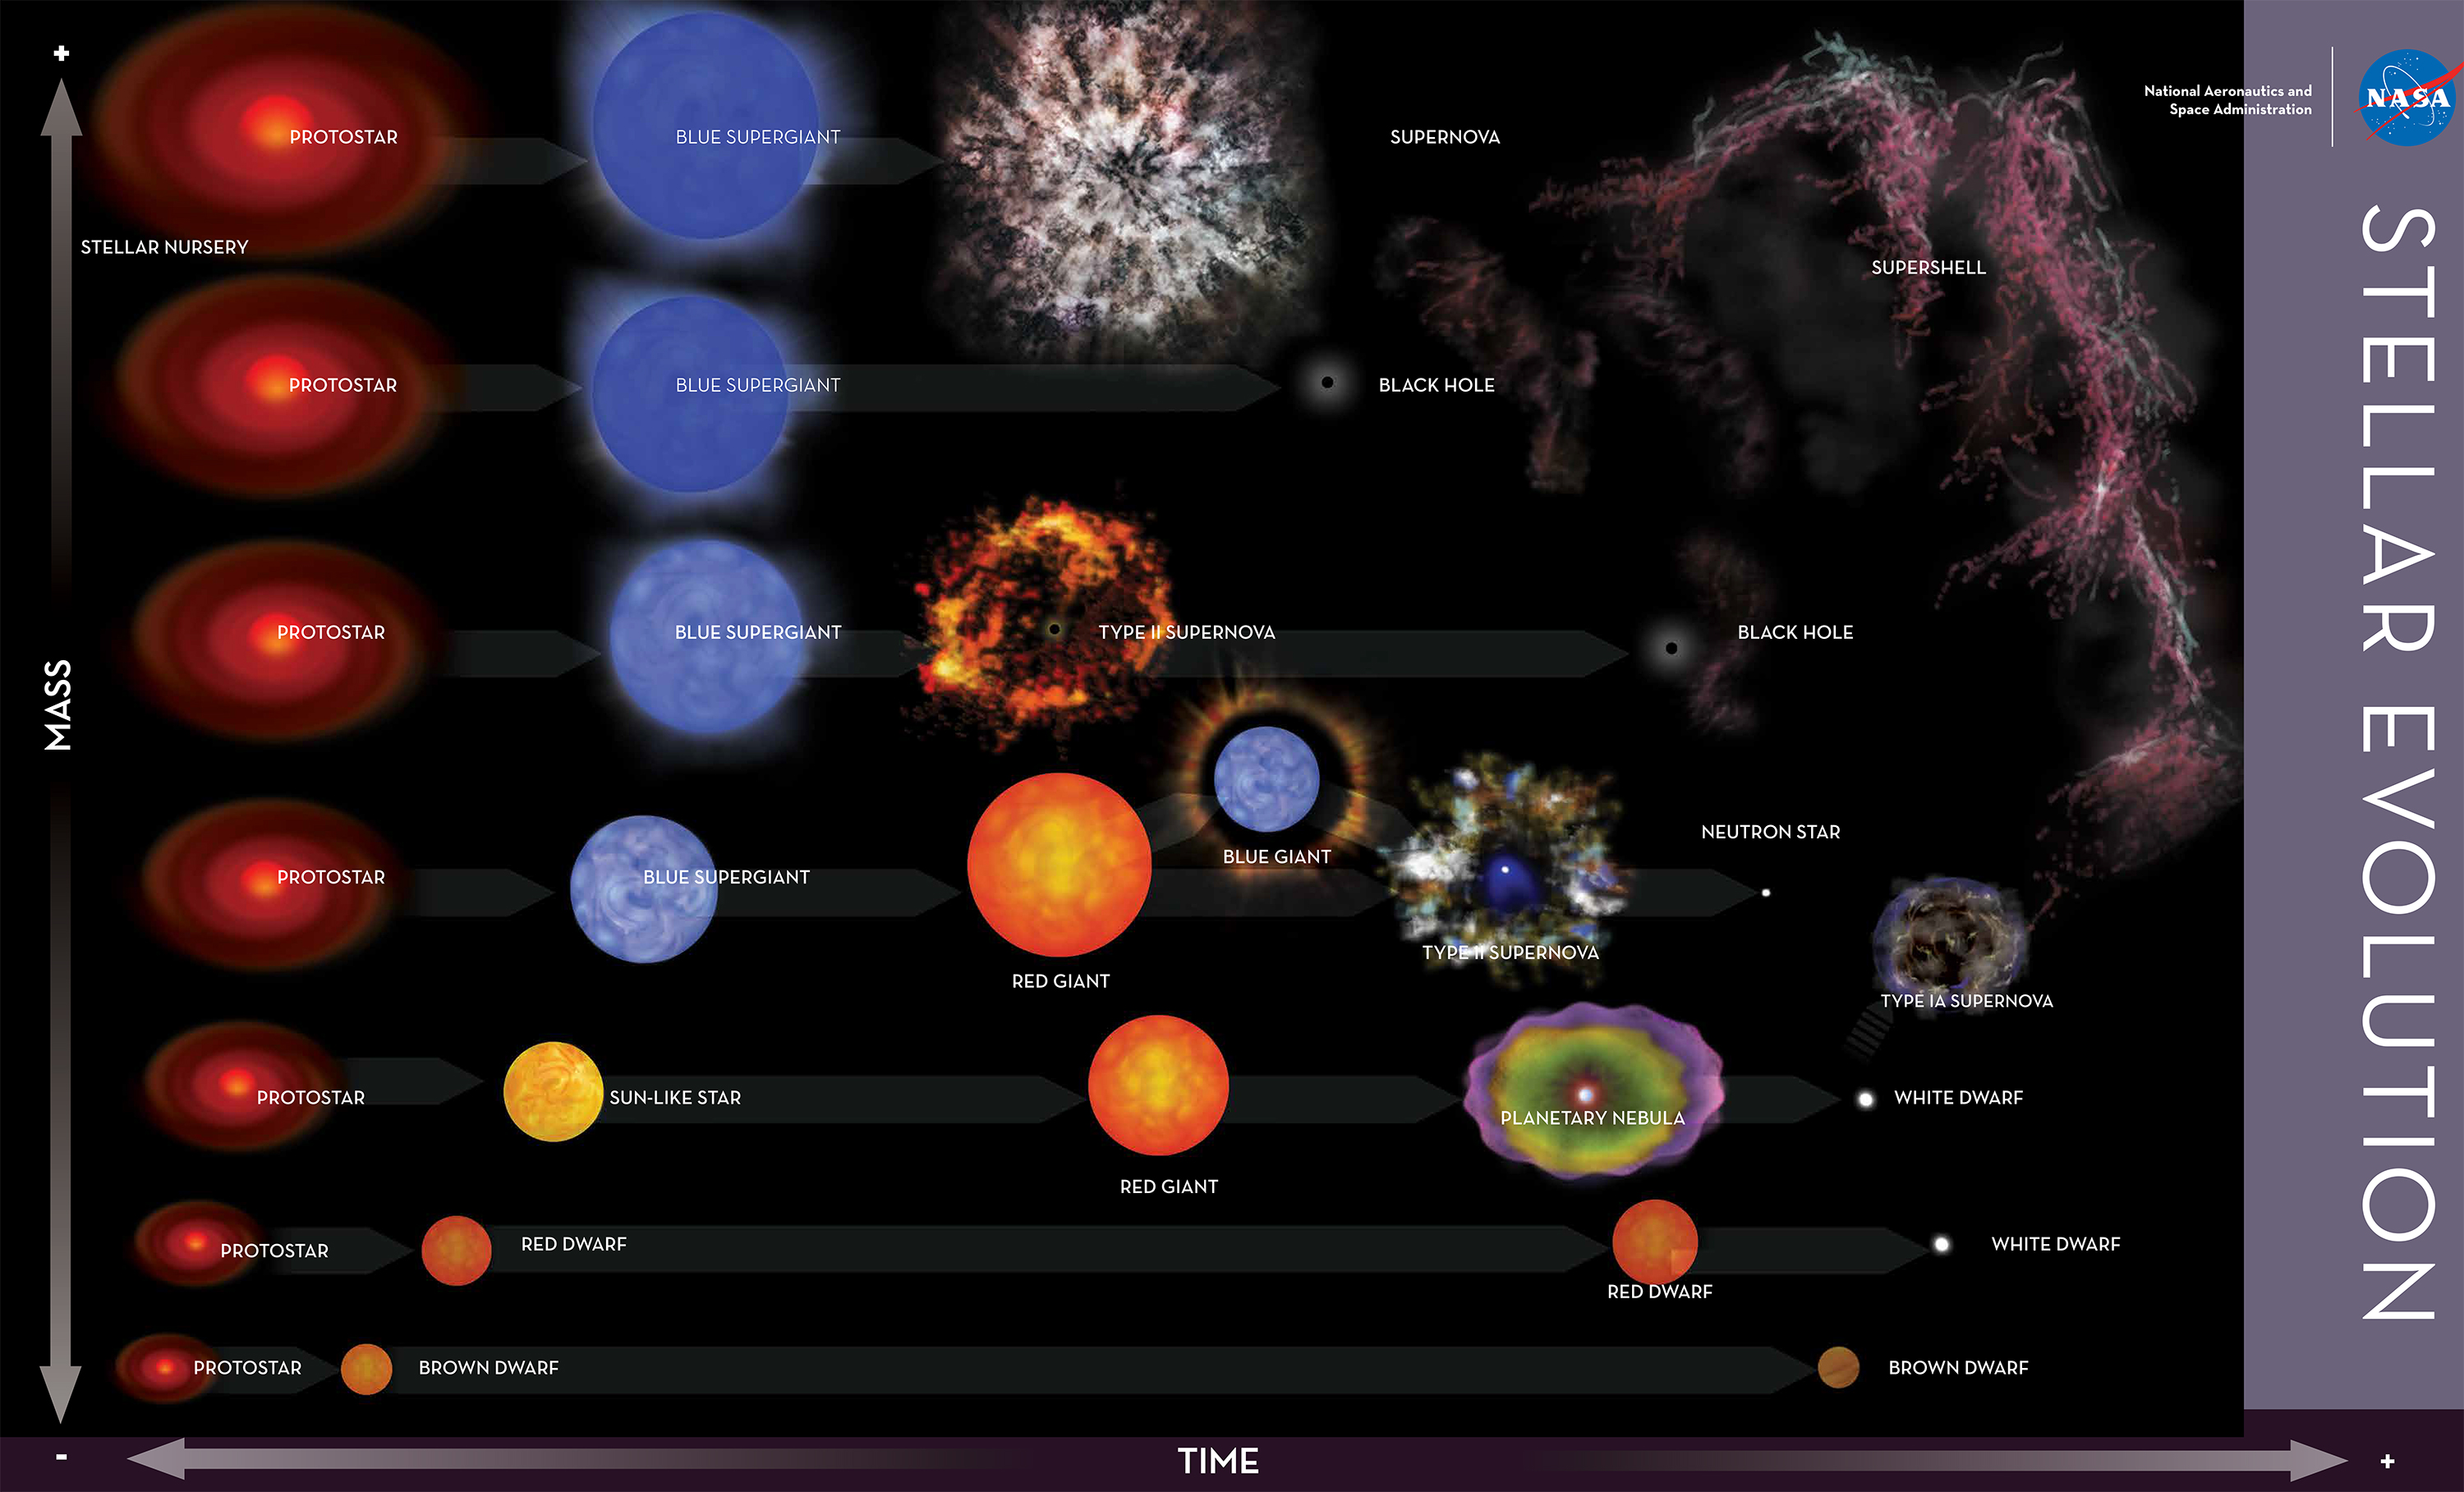 +
National Aeronautics and
Space Administration
NASA
PROTOSTAR
BLUE SUPERGIANT
SUPERNOVA
STELLAR NURSERY
SUPERSHELL
PROTOSTAR
BLUE SUPERGIANT
BLACK HOLE
PROTOSTAR
BLUE SUPERGIANT
TYPE II SUPERNOVA
BLACK HOLE
MASS
NEUTRON STAR
BLUE GIANT
PROTOSTAR
BLUE SUPERGIANT
TYPE II SUPERNOVA
RED GIANT
TYPE IA SUPERNOVA
PROTOSTAR
SUN-LIKE STAR
PLANETARY NEBULA
WHITE DWARF
RED GIANT
PROTOSTAR
RED DWARF
WHITE DWARF
RED DWARF
PROTOSTAR
BROWN DWARF
BROWN DWARF
-
TIME
+
STELLAR EVOLUTION